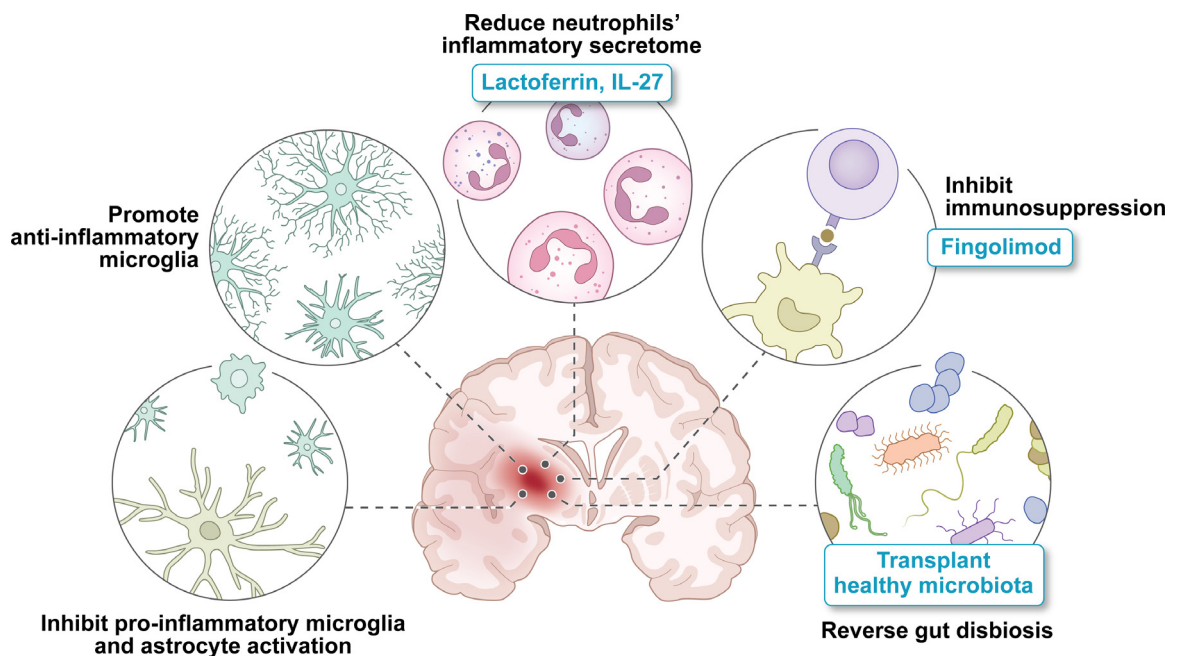 Reduce neutrophils’
inflammatory secretome
Lactoferrin, IL-27
Promote
anti-inflammatory
microglia
Inhibit
immunosuppression
Fingolimod
Inhibit pro-inflammatory microglia
and astrocyte activation
Transplant
healthy microbiota
Reverse gut disbiosis